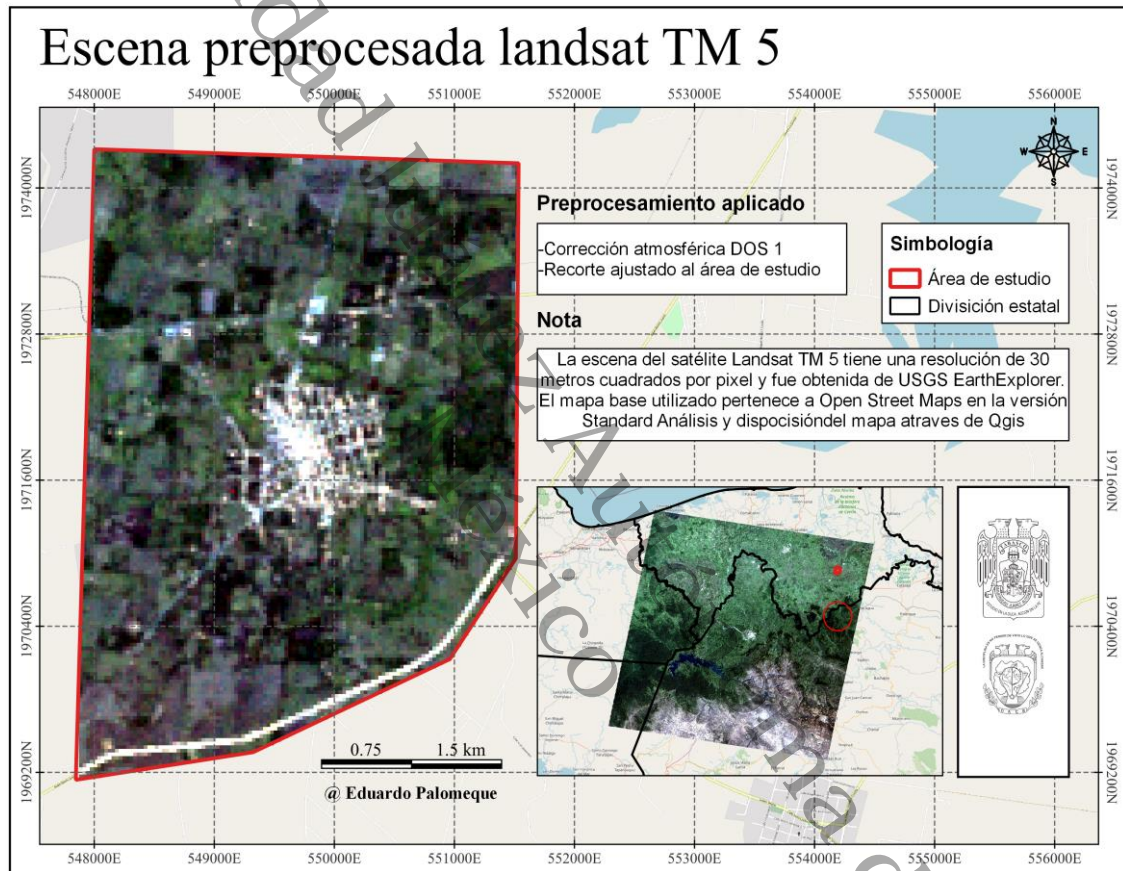 Escena preprocesada landsat TM 5
548000E 549000E 550000E 551000E 552000E 553000E 554000E 555000E 556000E
1974000N 1974000N
N
W E
S
Preprocesamiento aplicado
-Corrección atmosférica DOS 1
-Recorte ajustado al área de estudio
Simbología
Área de estudio
División estatal
1972800N 1972800N
Nota
La escena del satélite Landsat TM 5 tiene una resolución de 30
metros cuadrados por pixel y fue obtenida de USGS EarthExplorer.
El mapa base utilizado pertenece a Open Street Maps en la versión
Standard Análisis y dispocisióndel mapa atraves de Qgis
1971600N 1971600N
1970400N 1970400N
1969200N 1969200N
0.75 1.5 km
@ Eduardo Palomeque
548000E 549000E 550000E 551000E 552000E 553000E 554000E 555000E 556000E